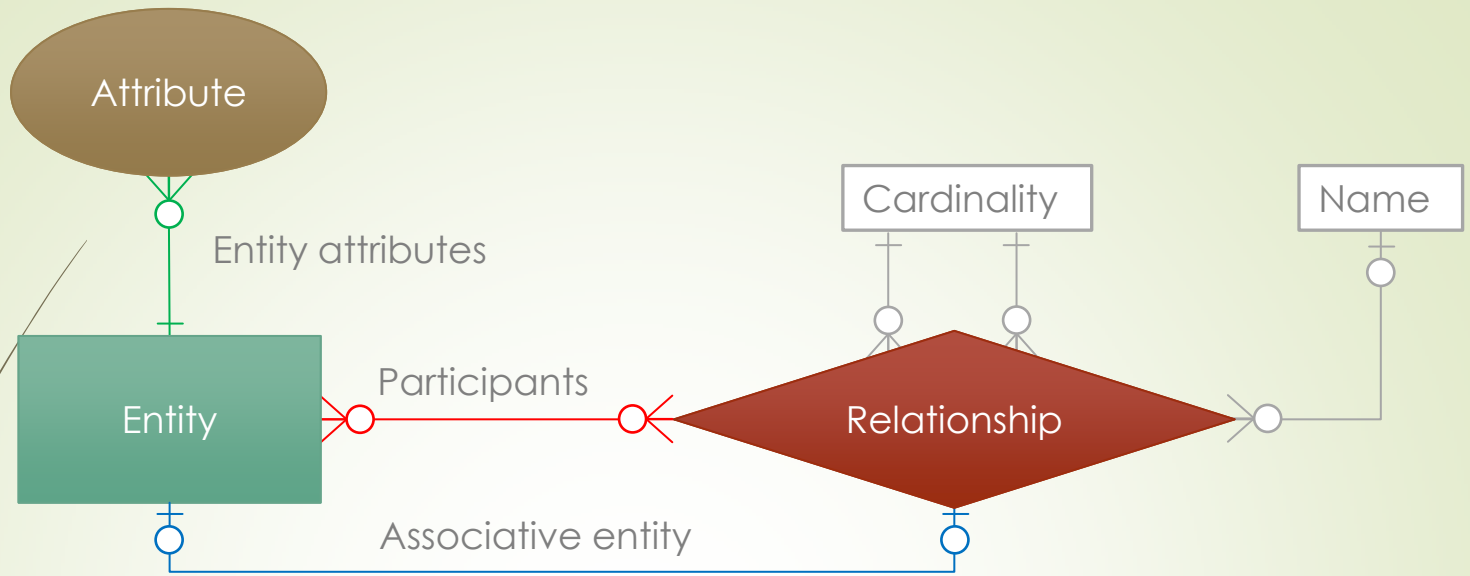 Attribute
Cardinality
Name
Entity attributes
Participants
Entity
Relationship
Associative entity